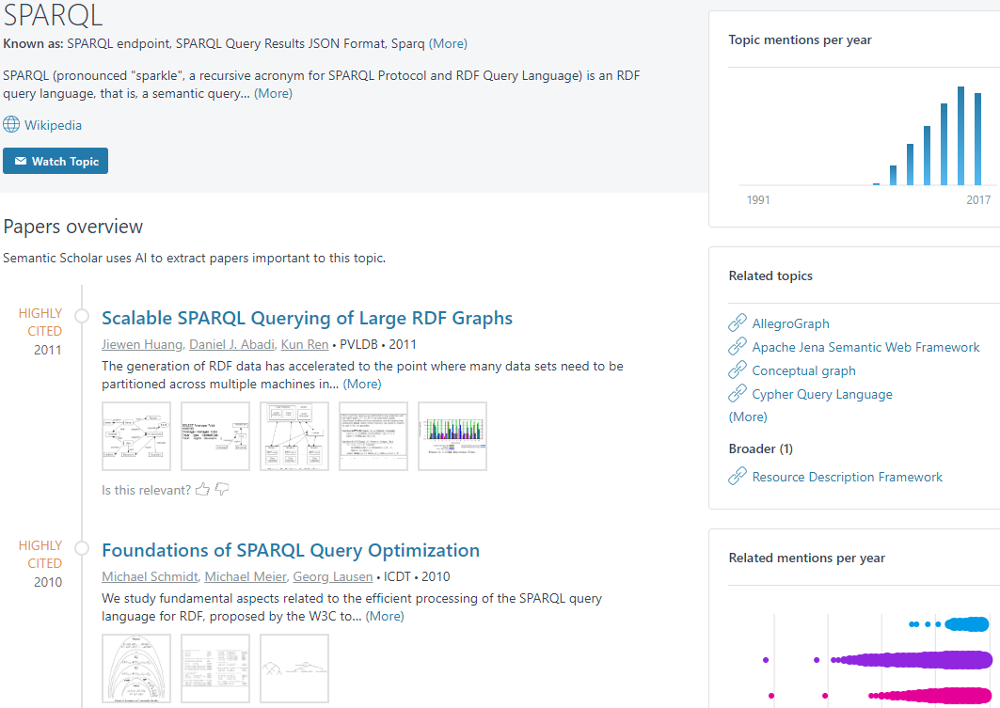 SPARQL
Known as: SPARQL endpoint, SPARQL Query Results JSON Format, Sparq (More)
SPARQL (pronounced "sparkle", a recursive acronym for SPARQL Protocol and RDF Query Language) is an RDF
query language, that is, a semantic query… (More)
Wikipedia
Watch Topic
Papers overview
Semantic Scholar uses AI to extract papers important to this topic.
HIGHLY
CITED
2011
Scalable SPARQL Querying of Large RDF Graphs
Jiewen Huang, Daniel J. Abadi, Kun Ren • PVLDB • 2011
The generation of RDF data has accelerated to the point where many data sets need to be
partitioned across multiple machines in… (More)
Is this relevant?
HIGHLY
CITED
2010
Foundations of SPARQL Query Optimization
Michael Schmidt, Michael Meier, Georg Lausen • ICDT • 2010
We study fundamental aspects related to the efficient processing of the SPARQL query
language for RDF, proposed by the W3C to… (More)
Topic mentions per year
1991
2017
Related topics
AllegroGraph
Apache Jena Semantic Web Framework
Conceptual graph
Cypher Query Language
(More)
Broader (1)
Resource Description Framework
Related mentions per year